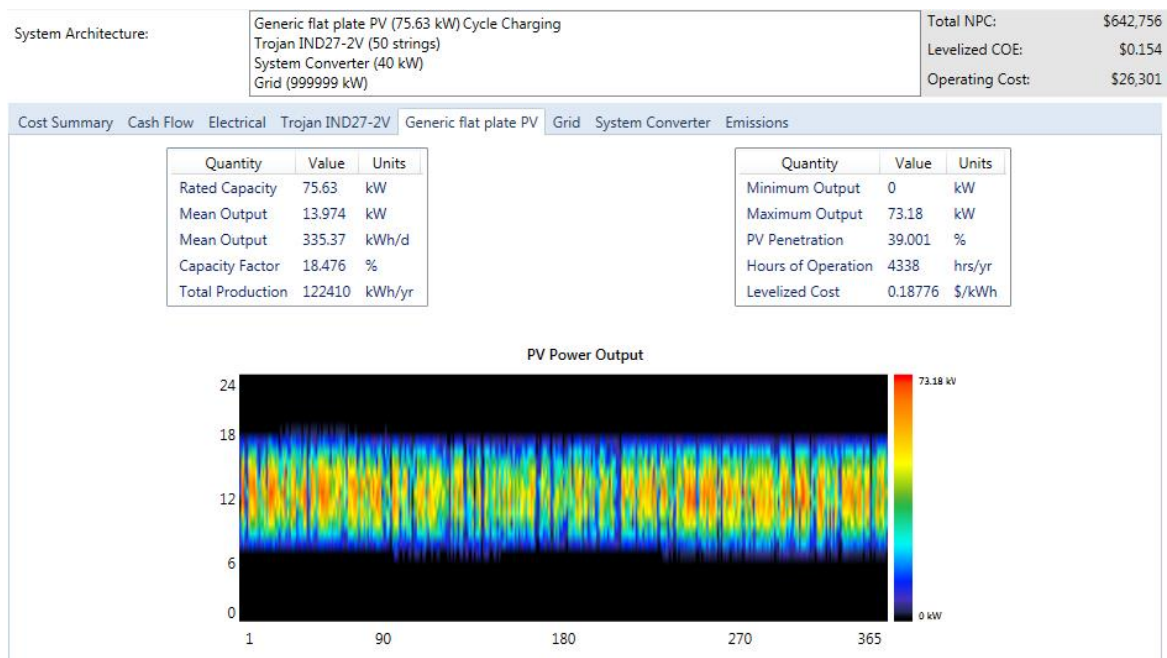 System Architecture:
Generic flat plate PV (75.63 kW) Cycle Charging
Trojan IND27-2V (50 strings)
System Converter (40 kW)
Grid (999999 kW)
Total NPC: $642,756
Levelized COE: $0.154
Operating Cost: $26,301
Cost Summary Cash Flow Electrical Trojan IND27-2V Generic flat plate PV Grid System Converter Emissions
Quantity Value Units
Rated Capacity 75.63 kW
Mean Output 13.974 kW
Mean Output 335.37 kWh/d
Capacity Factor 18.476 %
Total Production 122410 kWh/yr
Quantity Value Units
Minimum Output 0 kW
Maximum Output 73.18 kW
PV Penetration 39.001 %
Hours of Operation 4338 hrs/yr
Levelized Cost 0.18776 $/kWh
PV Power Output
24
18
12
6
0
1 90 180 270 365
73.18 kW
0 kW